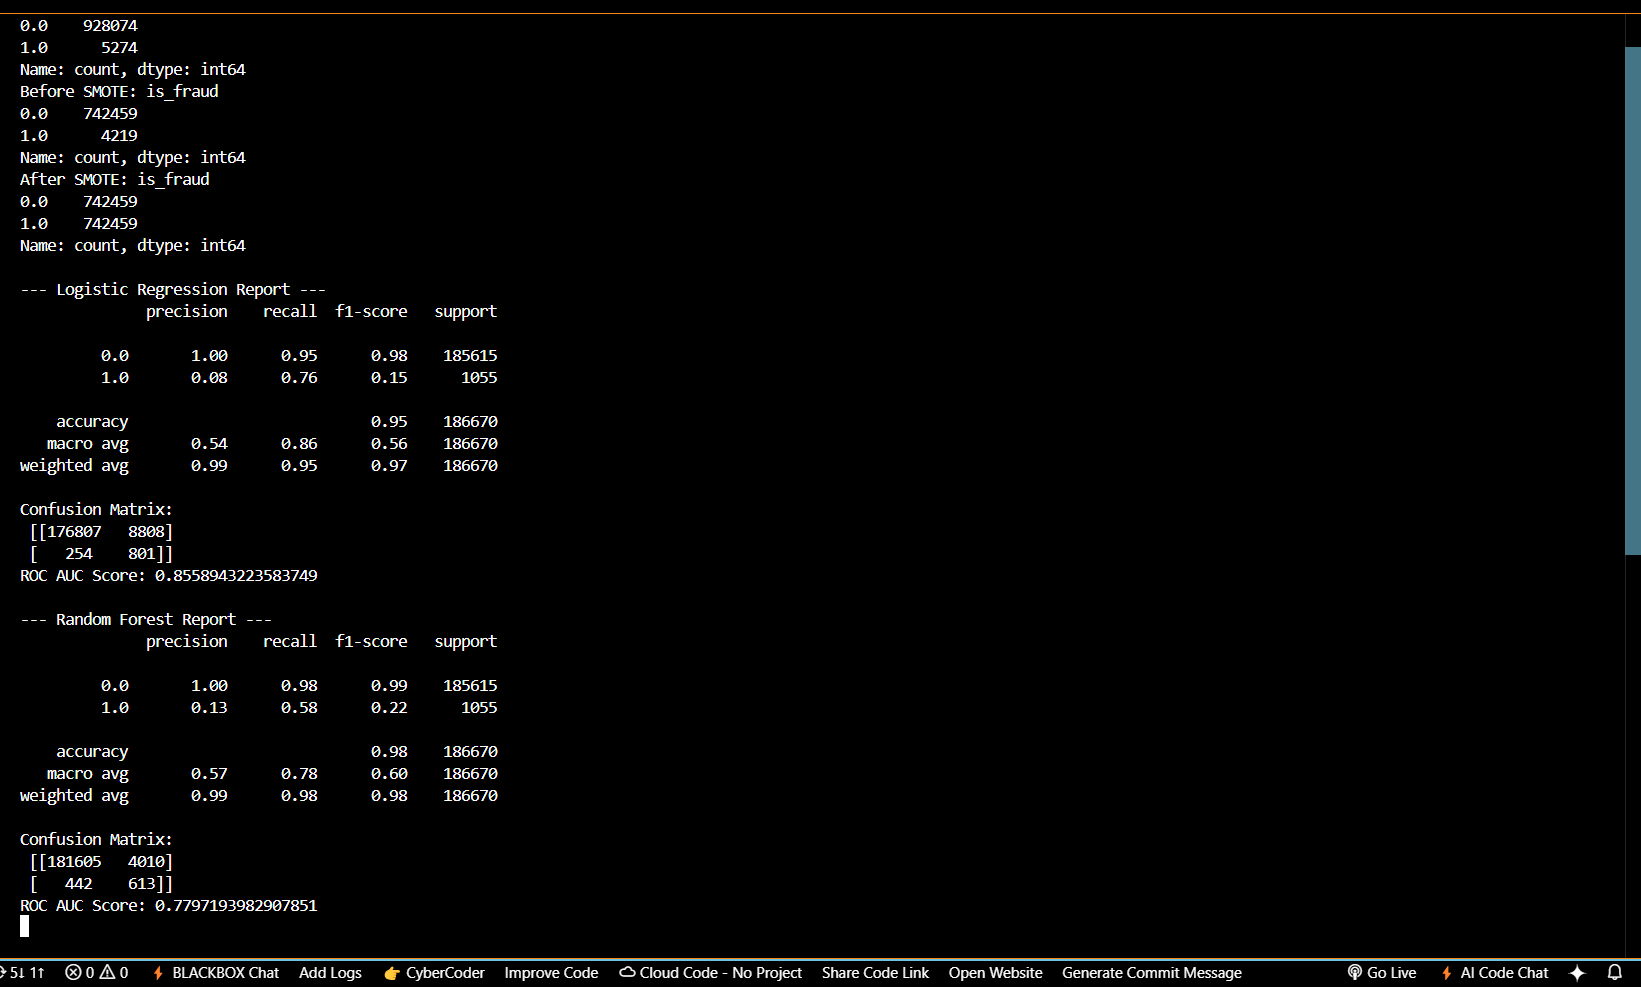 0.0    928074
1.0      5274
Name: count, dtype: int64
Before SMOTE: is_fraud
0.0    742459
1.0      4219
Name: count, dtype: int64
After SMOTE: is_fraud
0.0    742459
1.0    742459
Name: count, dtype: int64
--- Logistic Regression Report ---
              precision    recall  f1-score   support
         0.0       1.00      0.95      0.98    185615
         1.0       0.08      0.76      0.15      1055
    accuracy                           0.95    186670
   macro avg       0.54      0.86      0.56    186670
weighted avg       0.99      0.95      0.97    186670
Confusion Matrix:
 [[176807   8808]
 [   254    801]]
ROC AUC Score: 0.8558943223583749
--- Random Forest Report ---
              precision    recall  f1-score   support
         0.0       1.00      0.98      0.99    185615
         1.0       0.13      0.58      0.22      1055
    accuracy                           0.98    186670
   macro avg       0.57      0.78      0.60    186670
weighted avg       0.99      0.98      0.98    186670
Confusion Matrix:
 [[181605   4010]
 [   442    613]]
ROC AUC Score: 0.7797193982907851
5↓ 1↑ 0 0 BLACKBOX Chat Add Logs 👉 CyberCoder Improve Code Cloud Code - No Project Share Code Link Open Website Generate Commit Message Go Live AI Code Chat